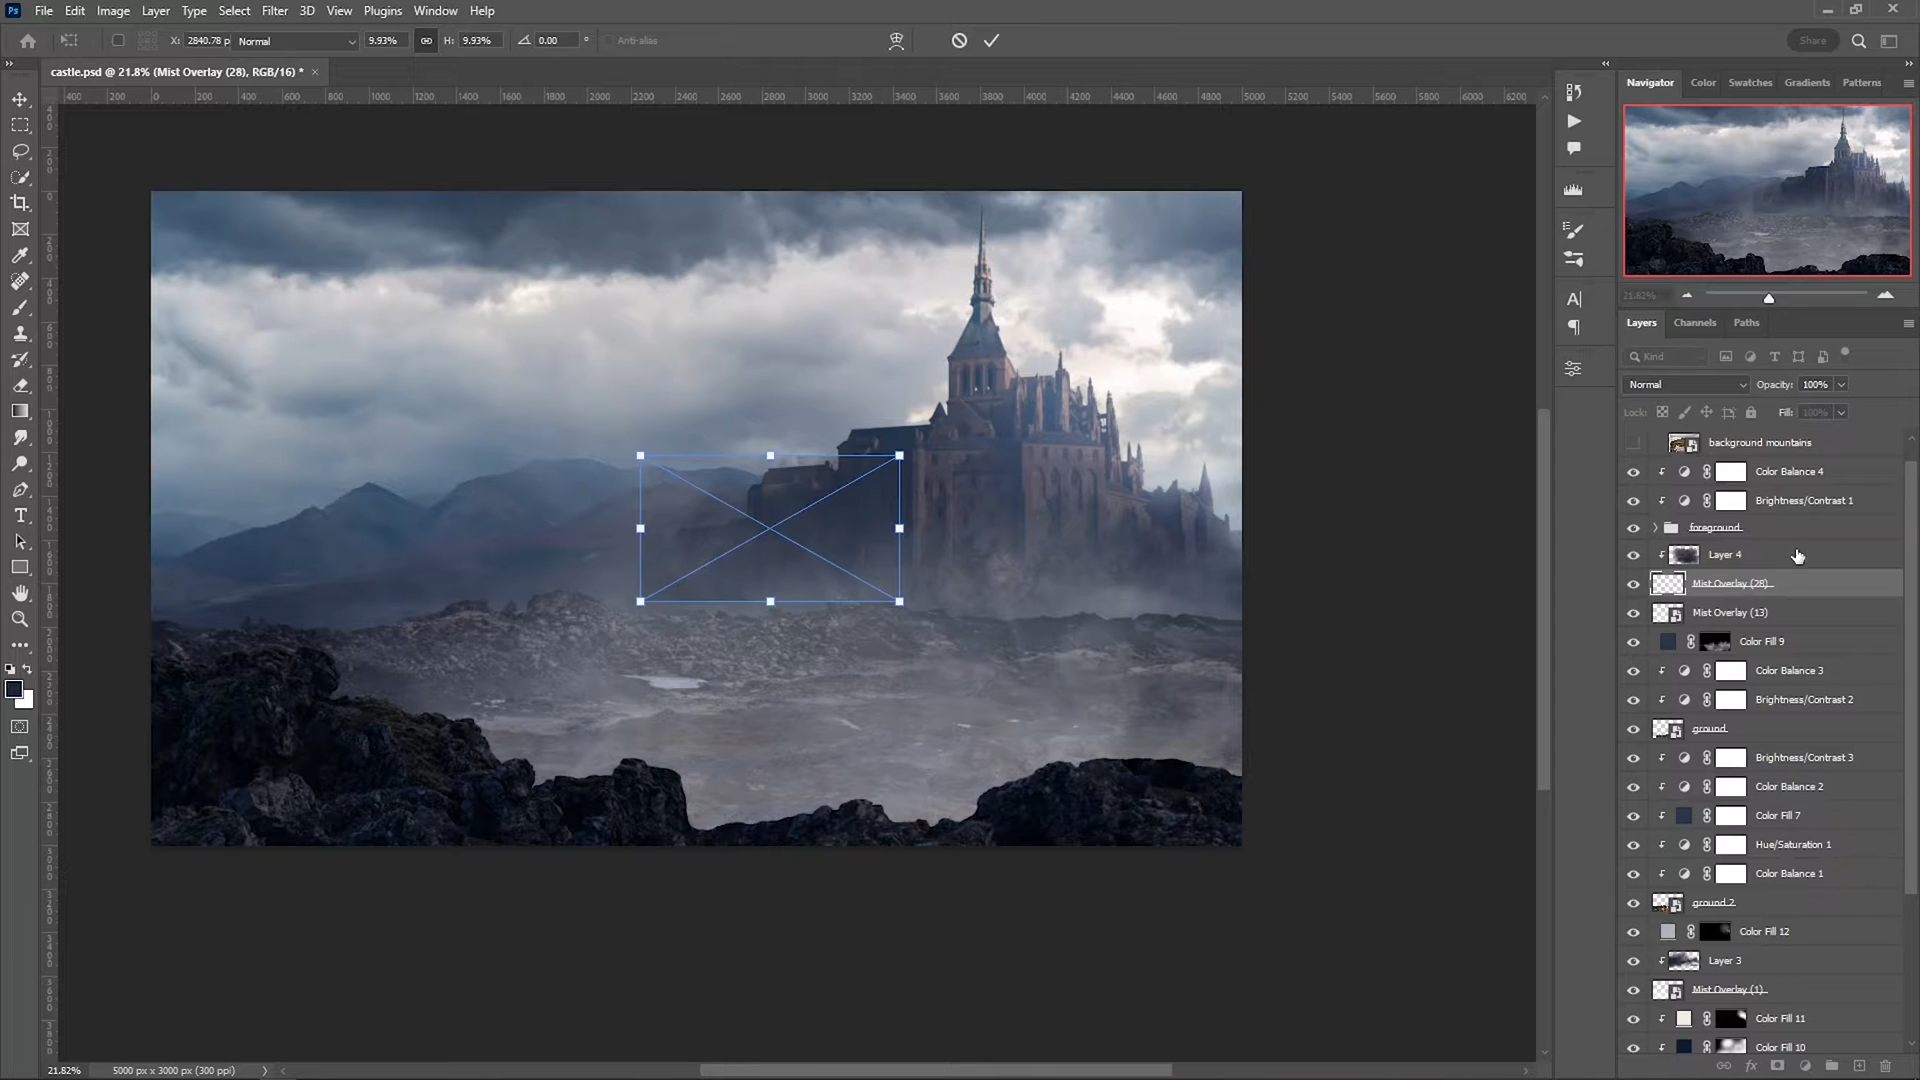 Ps File Edit Image Layer Type Select Filter 3D View Plugins Window Help
X: 2840.78 p Normal 9.93% H: 9.93% 0.00 ° Anti-alias Share
castle.psd @ 21.8% (Mist Overlay (28), RGB/16) * ×
400 200 0 200 400 600 800 1000 1200 1400 1600 1800 2000 2200 2400 2600 2800 3000 3200 3400 3600 3800 4000 4200 4400 4600 4800 5000 5200 5400 5600 5800 6000 6200
Navigator Color Swatches Gradients Patterns
21.82%
Layers Channels Paths
Kind
Normal Opacity: 100%
Lock: Fill: 100%
background mountains
Color Balance 4
Brightness/Contrast 1
foreground
Layer 4
Mist Overlay (28)
Mist Overlay (13)
Color Fill 9
Color Balance 3
Brightness/Contrast 2
ground
Brightness/Contrast 3
Color Balance 2
Color Fill 7
Hue/Saturation 1
Color Balance 1
ground 2
Color Fill 12
Layer 3
Mist Overlay (1)
Color Fill 11
Color Fill 10
21.82% 5000 px x 3000 px (300 ppi)